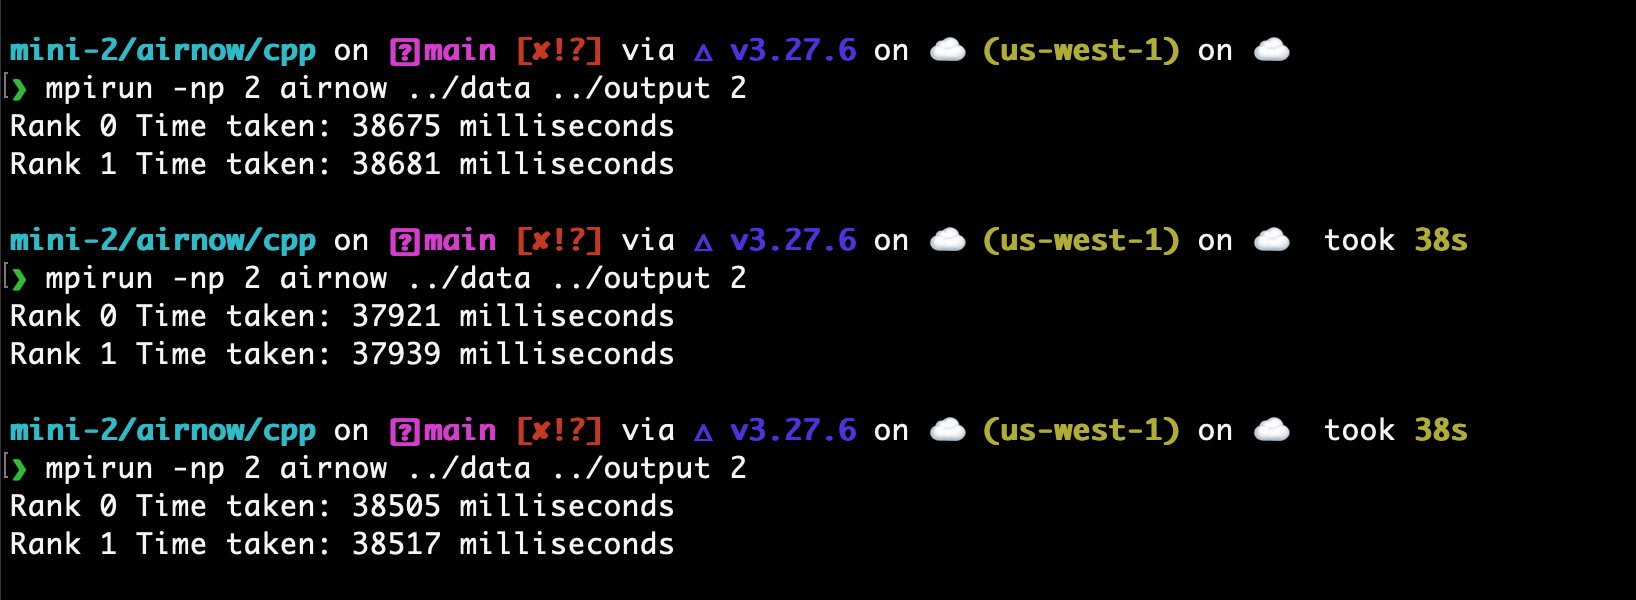 mini-2/airnow/cpp on [?]main [✘!?] via △ v3.27.6 on ☁️ (us-west-1) on ☁️
[❯ mpirun -np 2 airnow ../data ../output 2
Rank 0 Time taken: 38675 milliseconds
Rank 1 Time taken: 38681 milliseconds
mini-2/airnow/cpp on [?]main [✘!?] via △ v3.27.6 on ☁️ (us-west-1) on ☁️ took 38s
[❯ mpirun -np 2 airnow ../data ../output 2
Rank 0 Time taken: 37921 milliseconds
Rank 1 Time taken: 37939 milliseconds
mini-2/airnow/cpp on [?]main [✘!?] via △ v3.27.6 on ☁️ (us-west-1) on ☁️ took 38s
[❯ mpirun -np 2 airnow ../data ../output 2
Rank 0 Time taken: 38505 milliseconds
Rank 1 Time taken: 38517 milliseconds